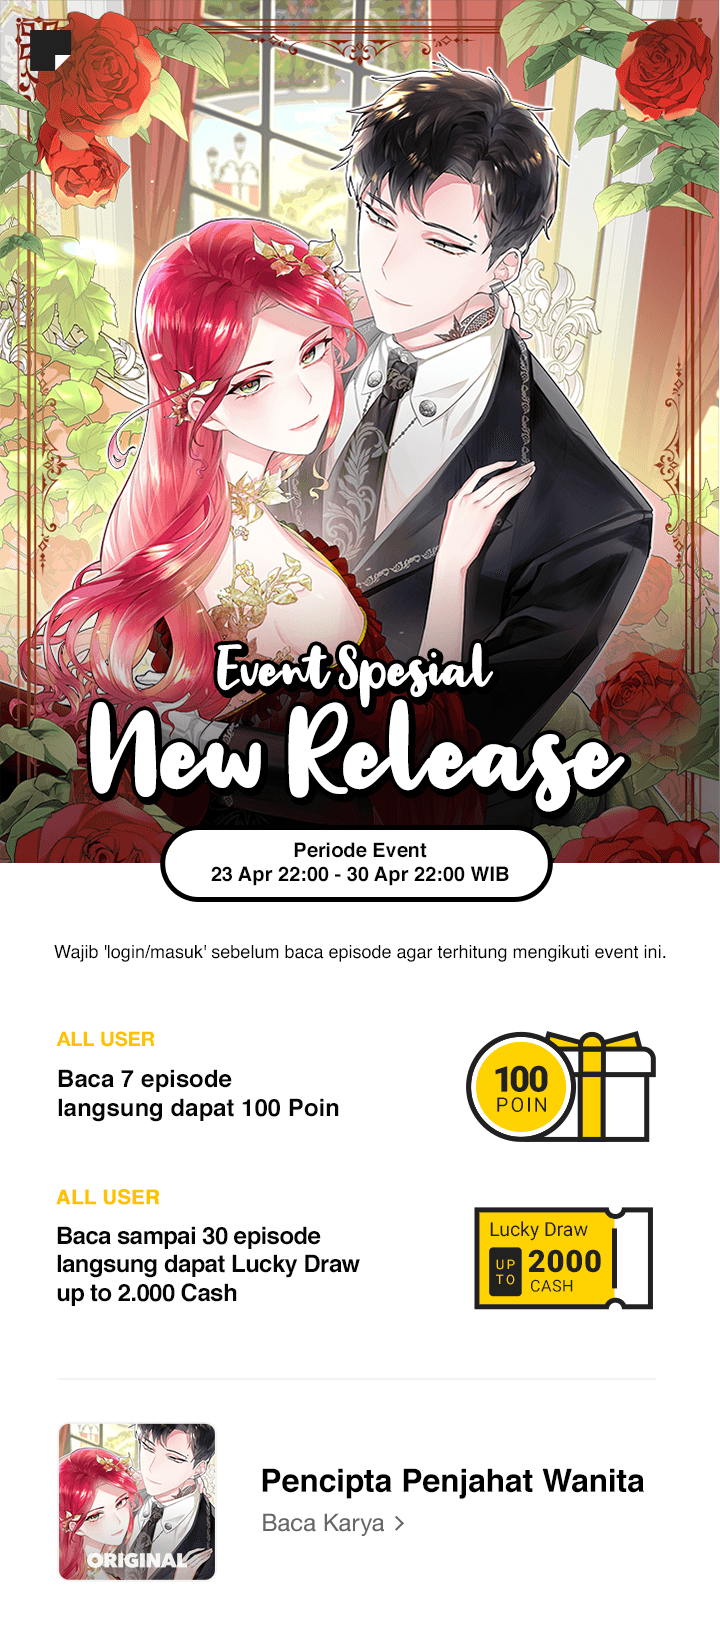 Event Spesial
New Release
Periode Event
23 Apr 22:00 - 30 Apr 22:00 WIB
Wajib 'login/masuk' sebelum baca episode agar terhitung mengikuti event ini.
ALL USER
Baca 7 episode
langsung dapat 100 Poin
100
POIN
ALL USER
Baca sampai 30 episode
langsung dapat Lucky Draw
up to 2.000 Cash
Lucky Draw
UP TO 2000
CASH
Pencipta Penjahat Wanita
Baca Karya >
ORIGINAL